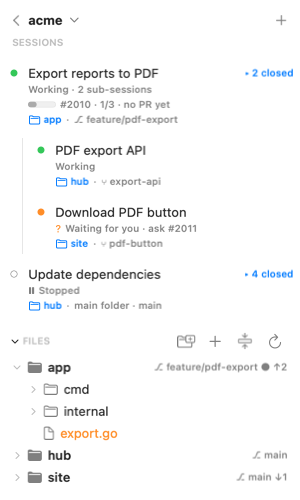 acme
SESSIONS
Export reports to PDF
2 closed
Working · 2 sub-sessions
#2010 · 1/3 · no PR yet
app · feature/pdf-export
PDF export API
Working
hub · export-api
Download PDF button
? Waiting for you · ask #2011
site · pdf-button
Update dependencies
4 closed
Stopped
hub · main folder · main
FILES
app
feature/pdf-export ● ↑2
cmd
internal
export.go
hub
main
site
main ↓1